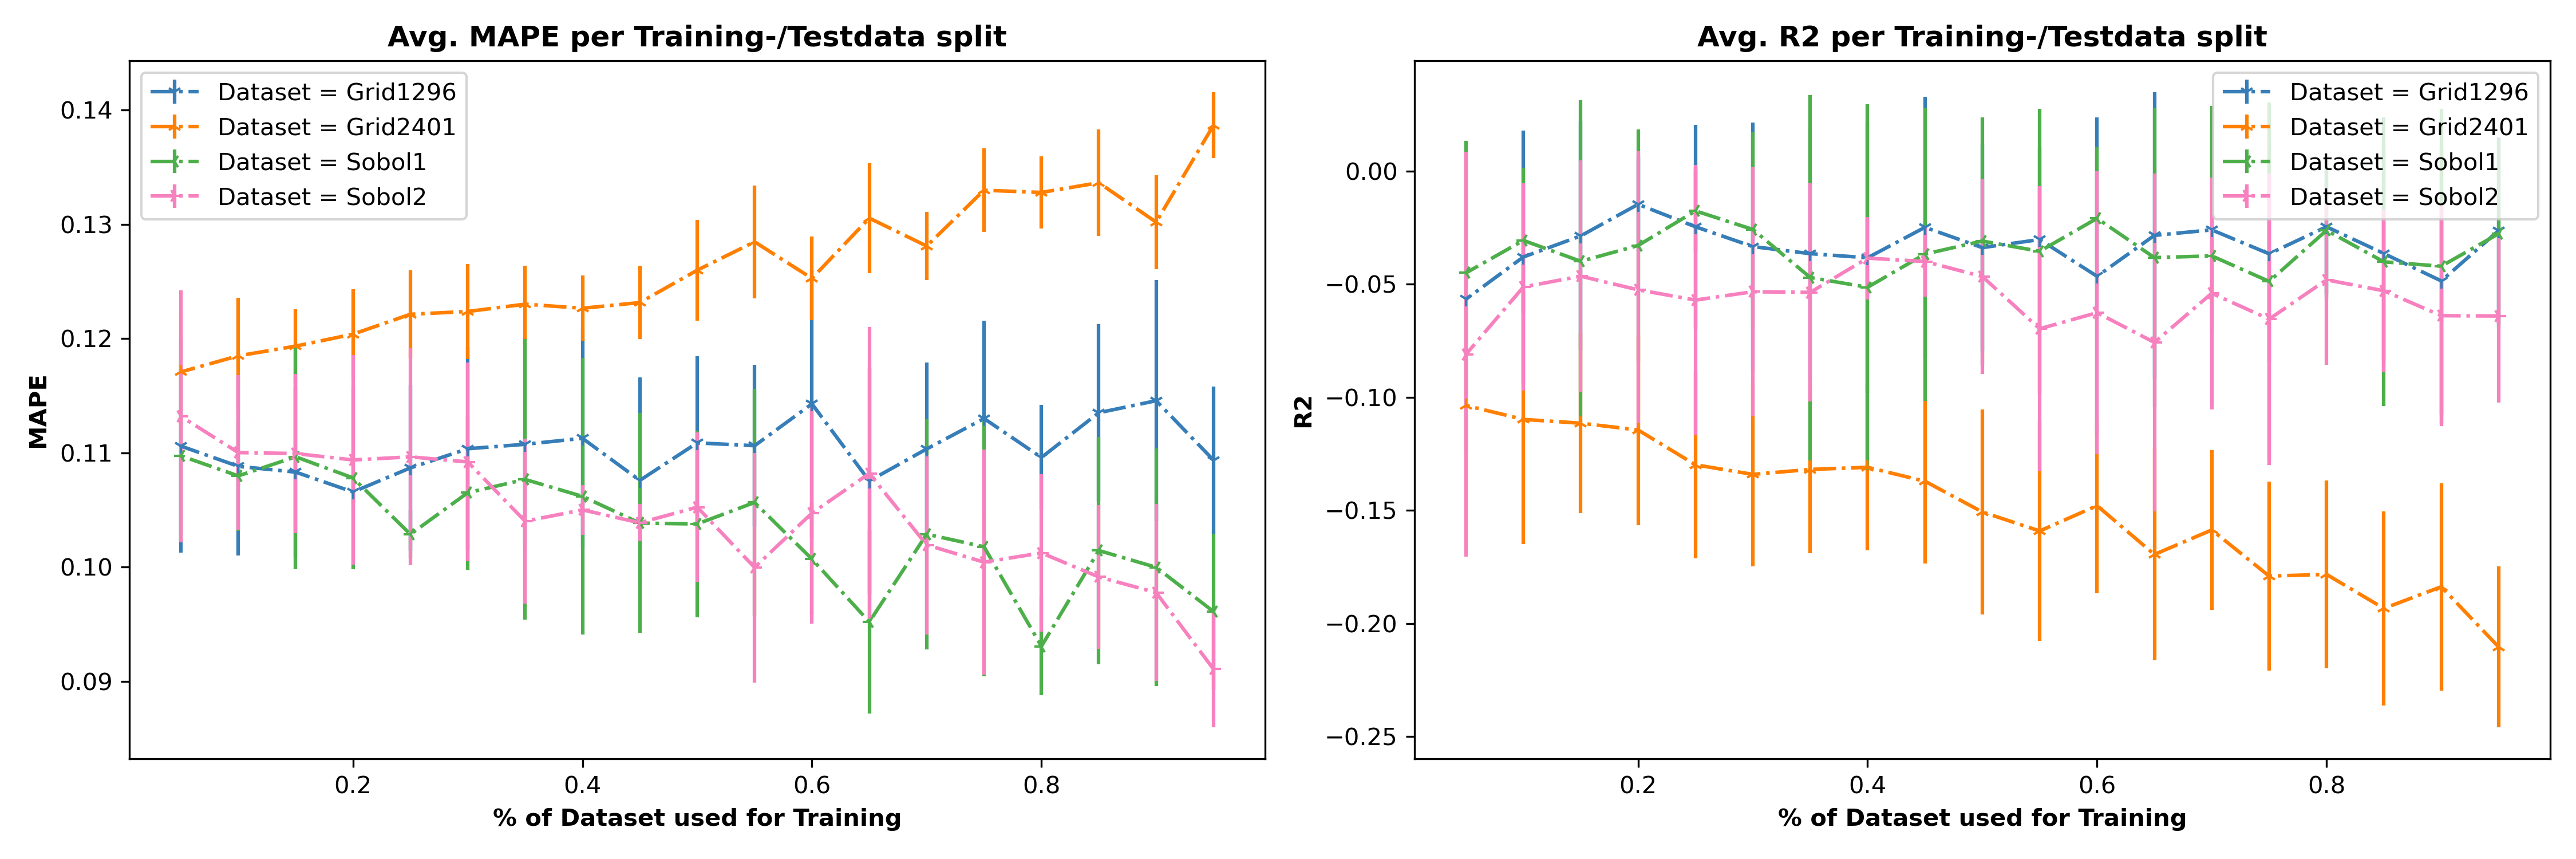 Avg. MAPE per Training-/Testdata split
Dataset = Grid1296
Dataset = Grid2401
Dataset = Sobol1
Dataset = Sobol2
0.14
0.13
0.12
0.11
0.10
0.09
MAPE
0.2 0.4 0.6 0.8
% of Dataset used for Training
Avg. R2 per Training-/Testdata split
Dataset = Grid1296
Dataset = Grid2401
Dataset = Sobol1
Dataset = Sobol2
0.00
−0.05
−0.10
−0.15
−0.20
−0.25
R2
0.2 0.4 0.6 0.8
% of Dataset used for Training